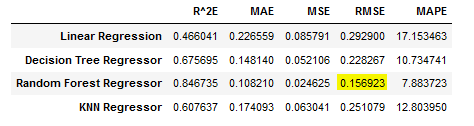 R^2E MAE MSE RMSE MAPE
Linear Regression 0.466041 0.226559 0.085791 0.292900 17.153463
Decision Tree Regressor 0.675695 0.148140 0.052106 0.228267 10.734741
Random Forest Regressor 0.846735 0.108210 0.024625 0.156923 7.883723
KNN Regressor 0.607637 0.174093 0.063041 0.251079 12.803950